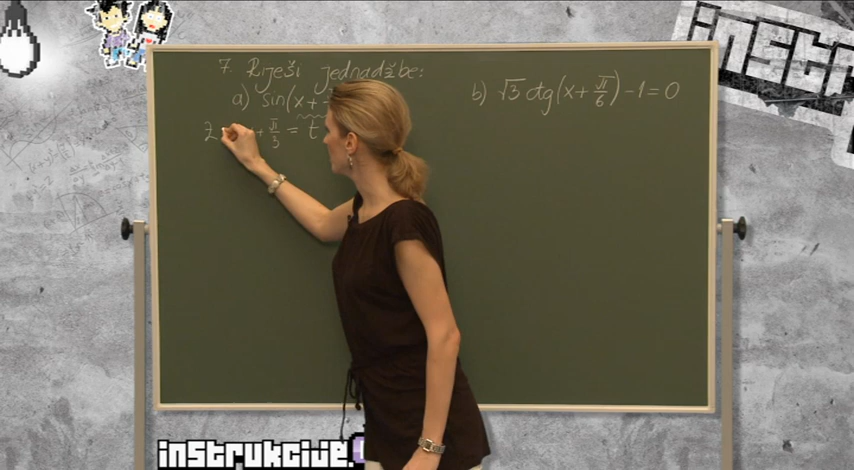 7. Riješi jednadžbe:
a) sin(x+
b) √3 ctg(x+π/6)-1=0
+π/3 = t
instrukcije.